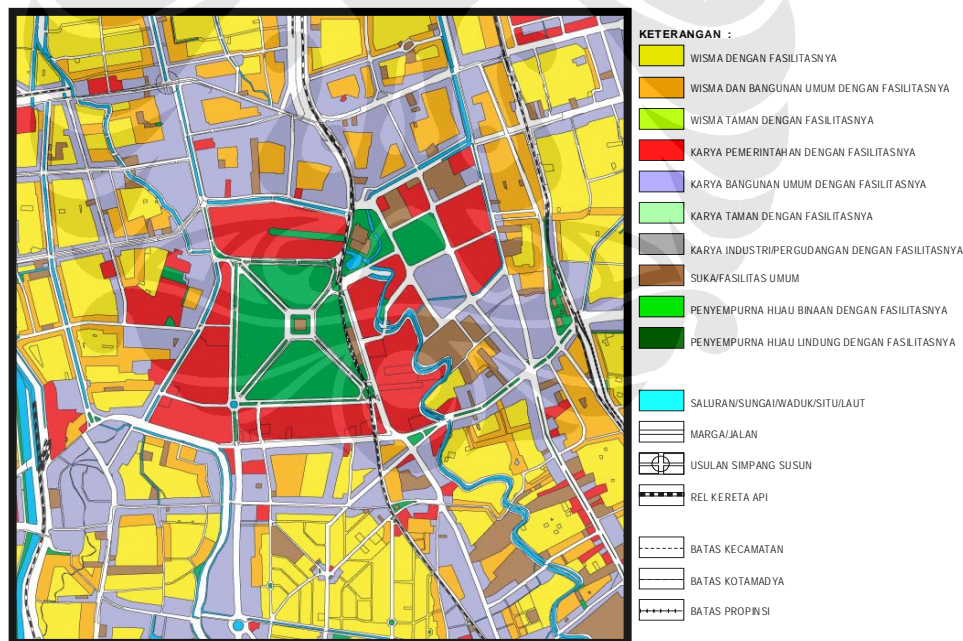 KETERANGAN :
WISMA DENGAN FASILITASNYA
WISMA DAN BANGUNAN UMUM DENGAN FASILITASNYA
WISMA TAMAN DENGAN FASILITASNYA
KARYA PEMERINTAHAN DENGAN FASILITASNYA
KARYA BANGUNAN UMUM DENGAN FASILITASNYA
KARYA TAMAN DENGAN FASILITASNYA
KARYA INDUSTRI/PERGUDANGAN DENGAN FASILITASNYA
SUKA/FASILITAS UMUM
PENYEMPURNA HIJAU BINAAN DENGAN FASILITASNYA
PENYEMPURNA HIJAU LINDUNG DENGAN FASILITASNYA
SALURAN/SUNGAI/WADUK/SITU/LAUT
MARGA/JALAN
USULAN SIMPANG SUSUN
REL KERETA API
BATAS KECAMATAN
BATAS KOTAMADYA
BATAS PROPINSI